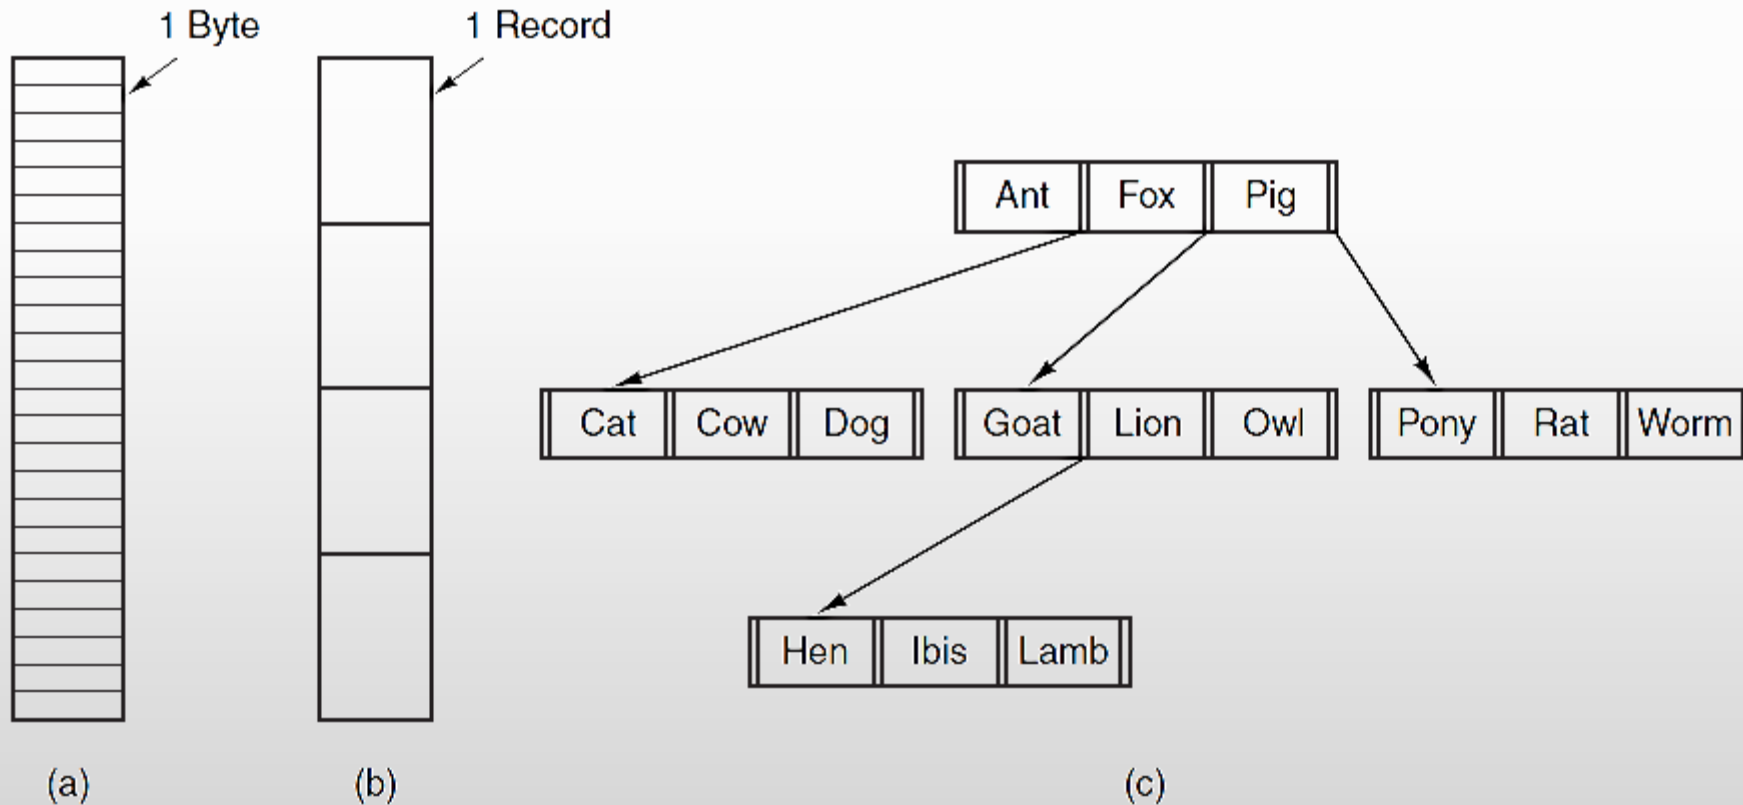 1 Byte
1 Record
Ant Fox Pig
Cat Cow Dog
Goat Lion Owl
Pony Rat Worm
Hen Ibis Lamb
(a)
(b)
(c)